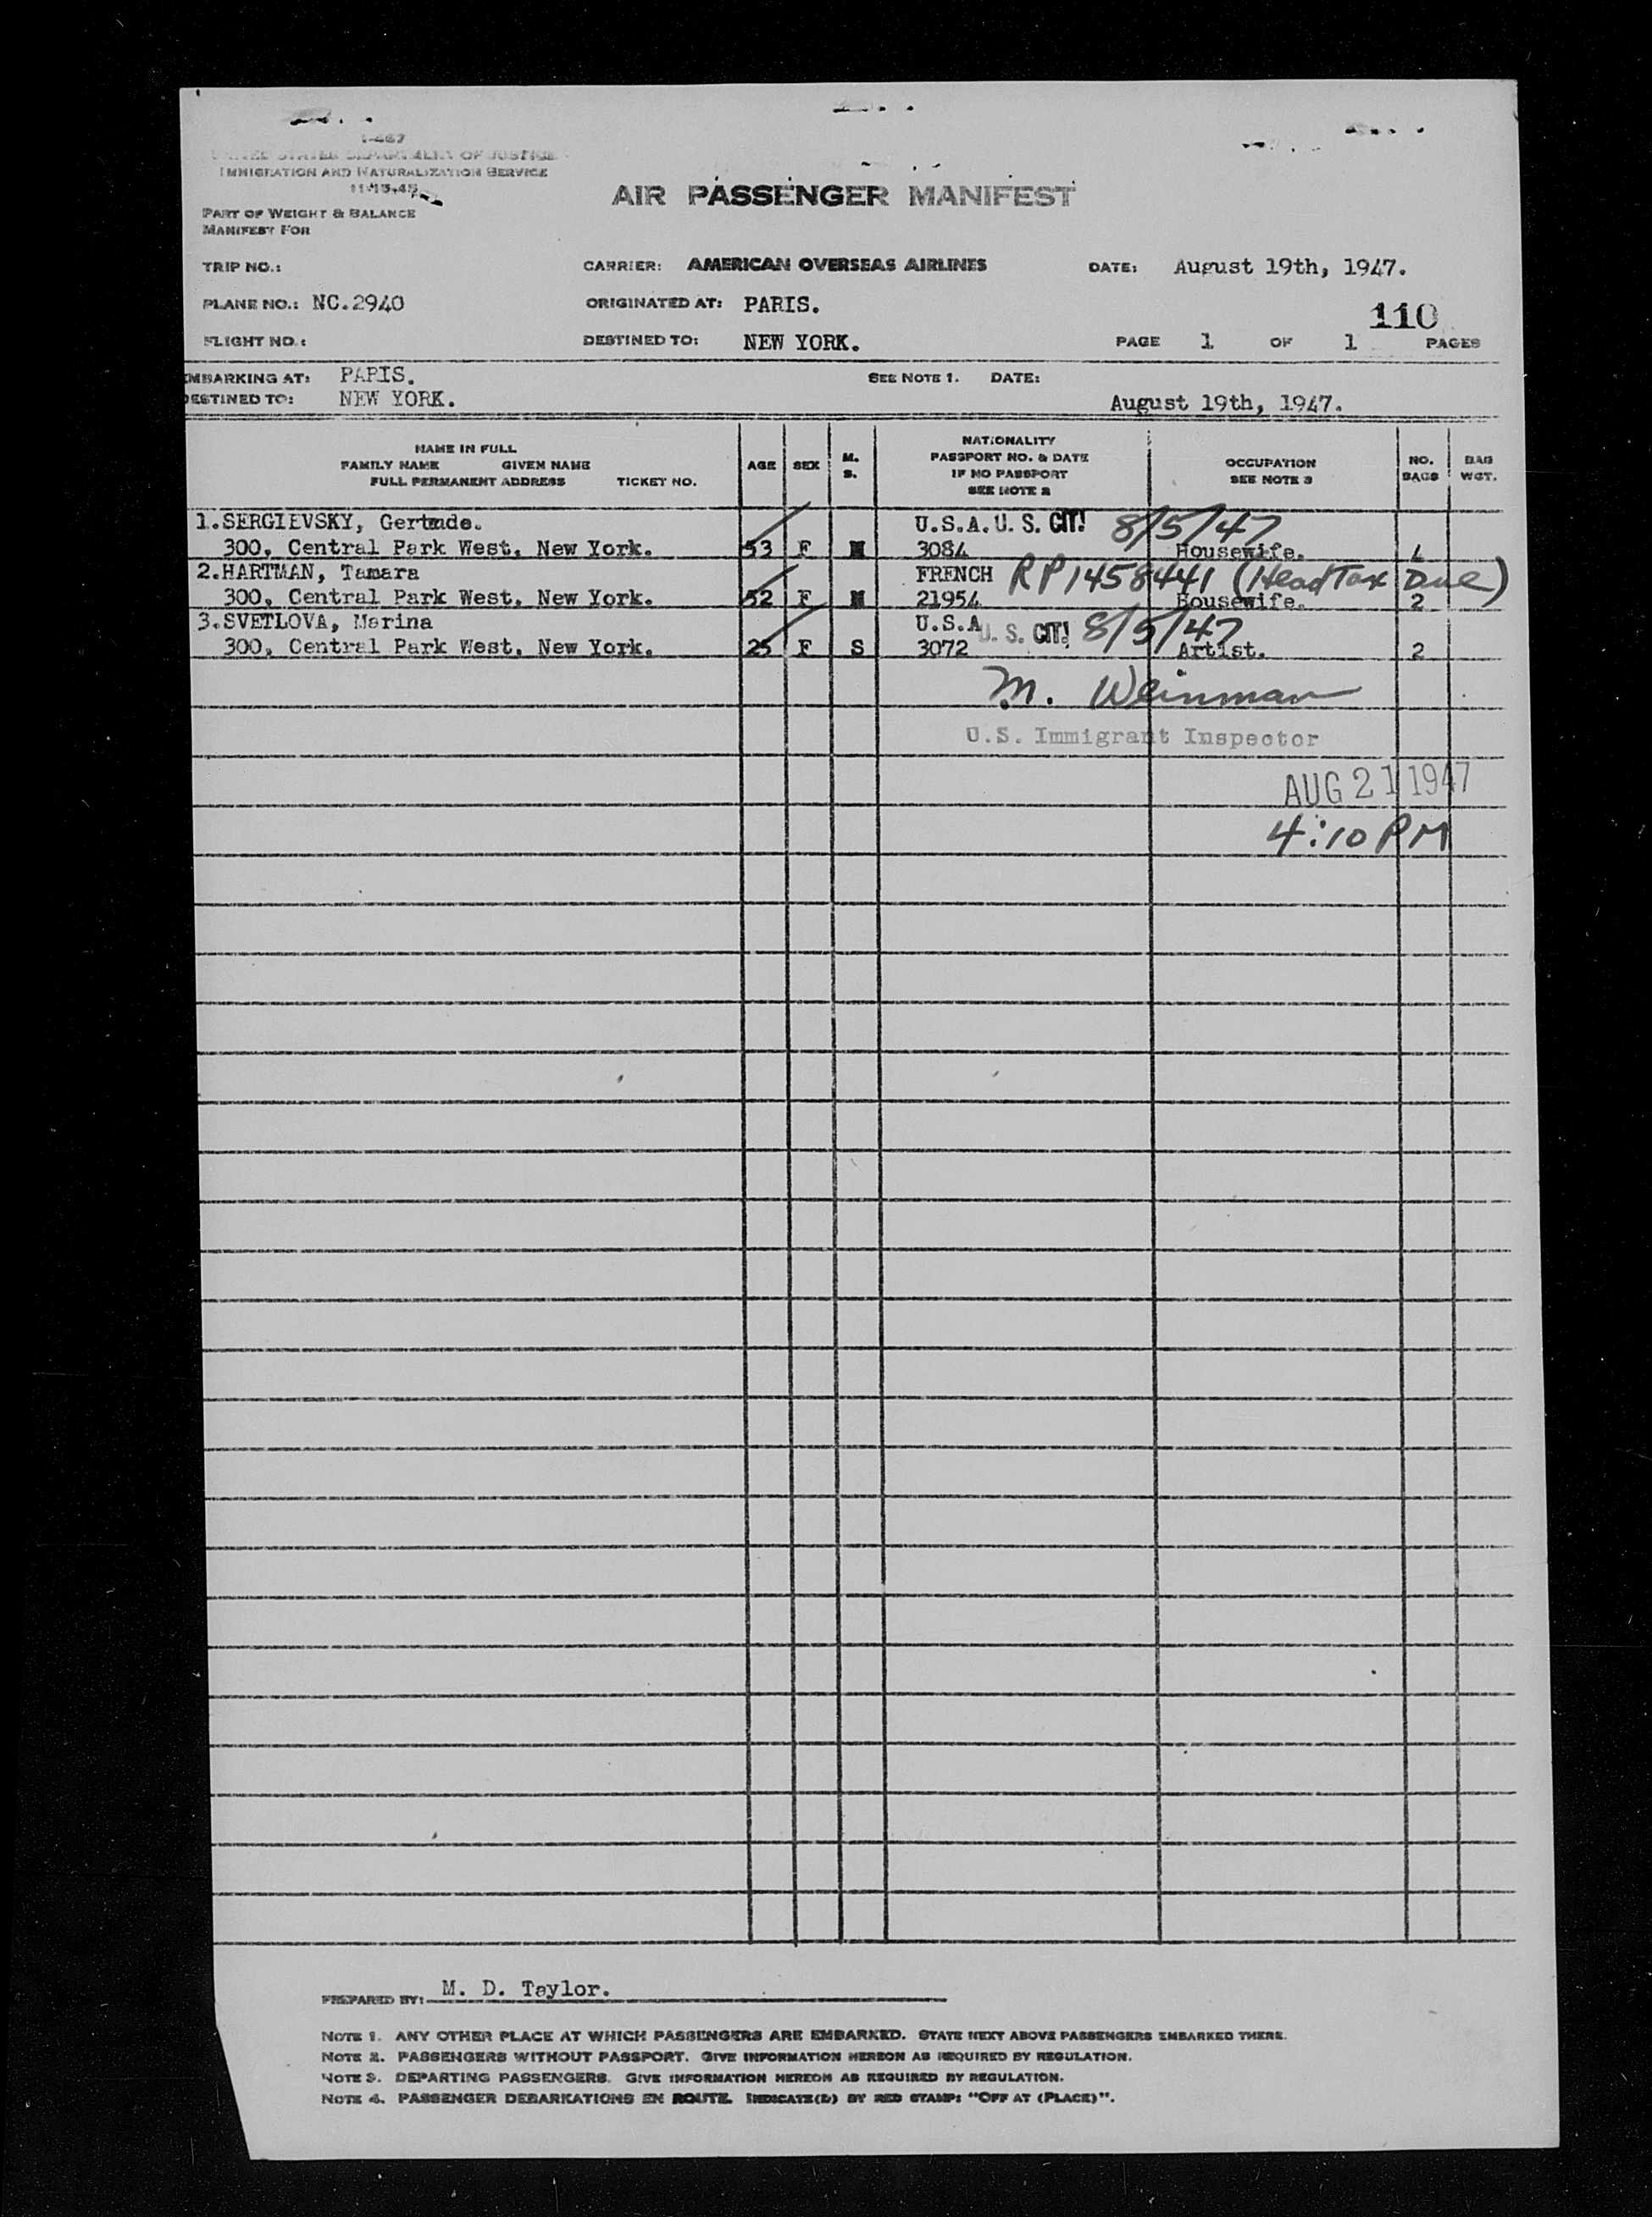 I-467
UNITED STATES DEPARTMENT OF JUSTICE
IMMIGRATION AND NATURALIZATION SERVICE
11-15-45
AIR PASSENGER MANIFEST
PART OF WEIGHT & BALANCE
MANIFEST FOR
TRIP NO.: CARRIER: AMERICAN OVERSEAS AIRLINES DATE: August 19th, 1947.
PLANE NO.: NC.2940 ORIGINATED AT: PARIS. 110
FLIGHT NO.: DESTINED TO: NEW YORK. PAGE 1 OF 1 PAGES
EMBARKING AT: PARIS. SEE NOTE 1. DATE:
DESTINED TO: NEW YORK. August 19th, 1947.
NAME IN FULL
FAMILY NAME GIVEN NAME
FULL PERMANENT ADDRESS TICKET NO.
AGE SEX M. S.
NATIONALITY
PASSPORT NO. & DATE
IF NO PASSPORT
SEE NOTE 2
OCCUPATION
SEE NOTE 3
NO. BAGS
BAG WGT.
1.SERGIEVSKY, Gertrude. U.S.A. U. S. CIT! 8/5/47
300, Central Park West, New York. 53 F M 3084 Housewife. 4
2.HARTMAN, Tamara FRENCH RP1458441 (Head Tax Due)
300, Central Park West, New York. 52 F M 21954 Housewife. 2
3.SVETLOVA, Marina U.S.A U. S. CIT! 8/5/47
300, Central Park West, New York. 25 F S 3072 Artist. 2
M. Weinman
U.S. Immigrant Inspector
AUG 21 1947
4:10 PM
PREPARED BY: M. D. Taylor.
NOTE 1. ANY OTHER PLACE AT WHICH PASSENGERS ARE EMBARKED. STATE NEXT ABOVE PASSENGERS EMBARKED THERE.
NOTE 2. PASSENGERS WITHOUT PASSPORT. GIVE INFORMATION HEREON AS REQUIRED BY REGULATION.
NOTE 3. DEPARTING PASSENGERS. GIVE INFORMATION HEREON AS REQUIRED BY REGULATION.
NOTE 4. PASSENGER DEBARKATIONS EN ROUTE. INDICATE(D) BY RED STAMP: "OFF AT (PLACE)".